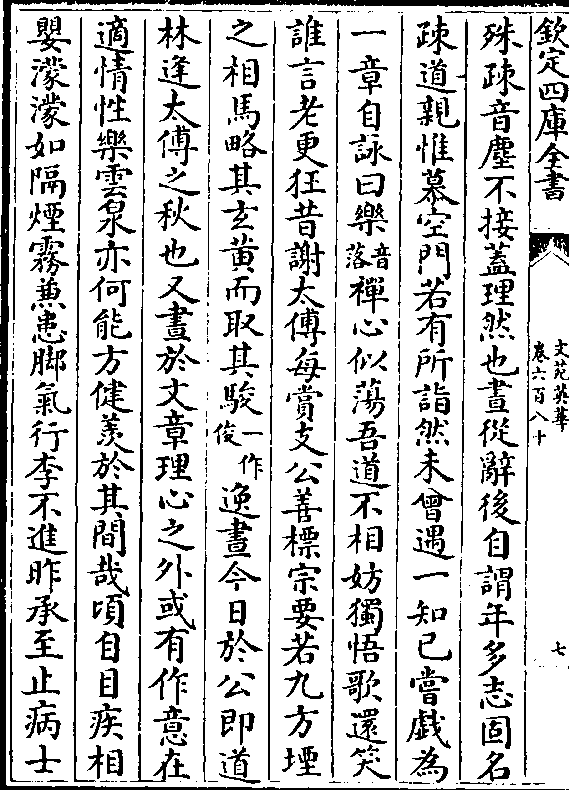 欽定四庫全書
文苑英華
卷六百八十
七
殊疎音塵不接蓋理然也晝從辭後自謂年多志固名
疎道親惟慕空門若有所詣然未曾遇一知己嘗戯為
一章自詠曰樂音落禪心似蕩吾道不相妨獨悟歌還笑
誰言老更狂昔謝太傅每賞支公善標宗要若九方堙
之相馬略其玄黄而取其駿一作俊逸晝今日於公即道
林逢太傅之秋也又晝於文章理心之外或有作意在
適情性樂雲泉亦何能方健羨於其間哉頃自目疾相
嬰濛濛如隔煙霧兼患脚氣行李不進昨承至止病士